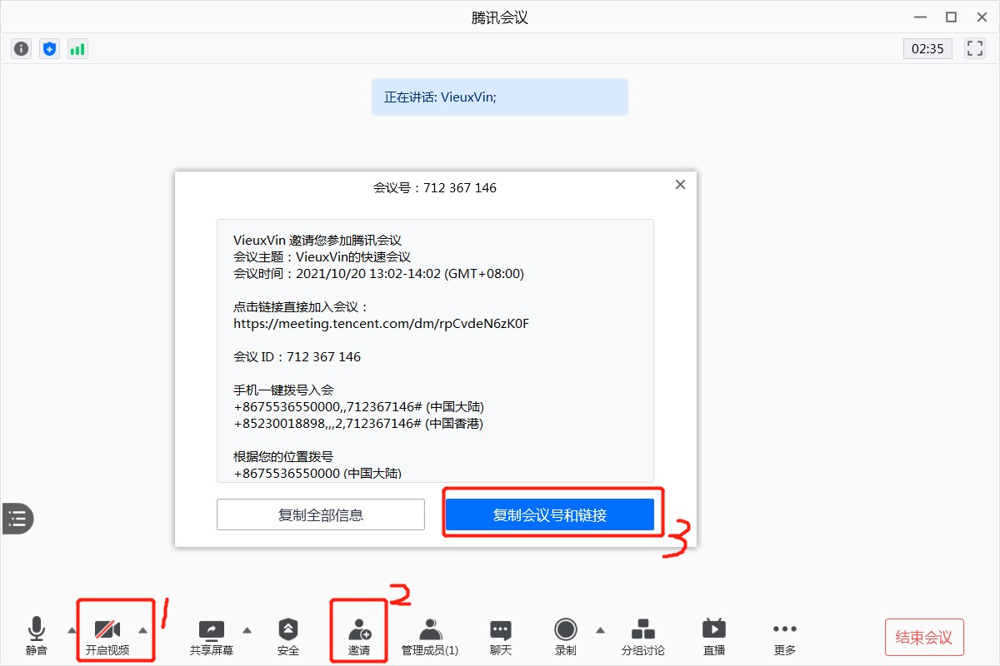 腾讯会议
02:35
正在讲话: VieuxVin;
会议号：712 367 146
VieuxVin 邀请您参加腾讯会议
会议主题：VieuxVin的快速会议
会议时间：2021/10/20 13:02-14:02 (GMT+08:00)
点击链接直接加入会议：
https://meeting.tencent.com/dm/rpCvdeN6zK0F
会议 ID：712 367 146
手机一键拨号入会
+8675536550000,,712367146# (中国大陆)
+85230018898,,,2,712367146# (中国香港)
根据您的位置拨号
+8675536550000 (中国大陆)
复制全部信息
复制会议号和链接
3
1
2
静音
开启视频
共享屏幕
安全
邀请
管理成员(1)
聊天
录制
分组讨论
直播
更多
结束会议